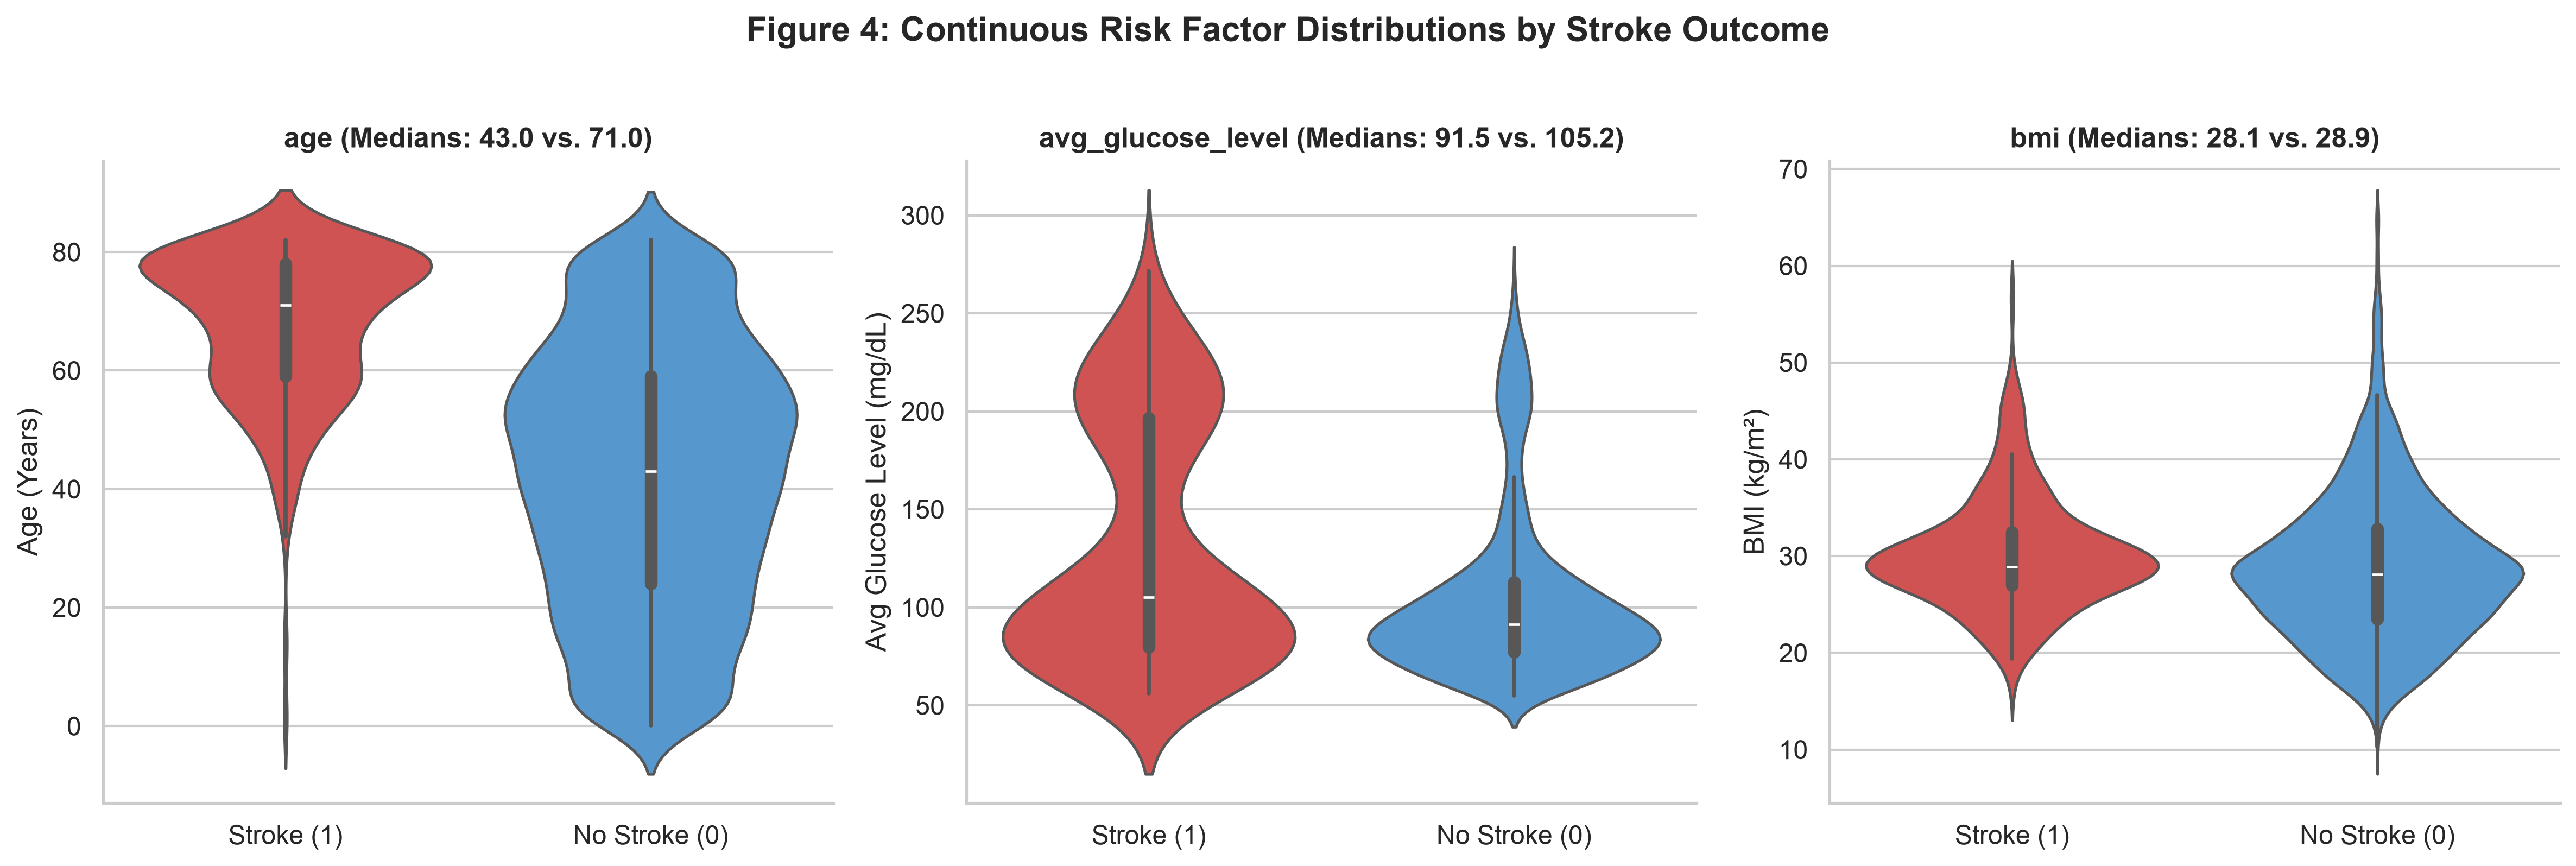 Figure 4: Continuous Risk Factor Distributions by Stroke Outcome
age (Medians: 43.0 vs. 71.0)
Age (Years)
80
60
40
20
0
Stroke (1)
No Stroke (0)
avg_glucose_level (Medians: 91.5 vs. 105.2)
Avg Glucose Level (mg/dL)
300
250
200
150
100
50
Stroke (1)
No Stroke (0)
bmi (Medians: 28.1 vs. 28.9)
BMI (kg/m²)
70
60
50
40
30
20
10
Stroke (1)
No Stroke (0)